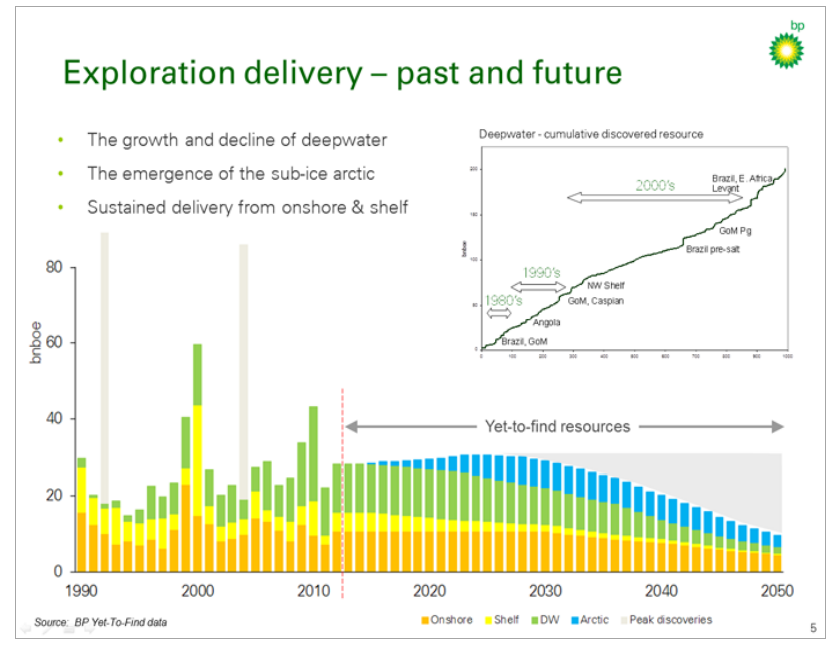 bp
Exploration delivery – past and future
• The growth and decline of deepwater
• The emergence of the sub-ice arctic
• Sustained delivery from onshore & shelf
Deepwater - cumulative discovered resource
bnboe
200
150
100
50
0
0 100 200 300 400 500 600 700 800 900 1000
Brazil, E. Africa,
Levant
2000's
GoM Pg
Brazil pre-salt
1990's
NW Shelf
GoM, Caspian
1980's
Angola
Brazil, GoM
bnboe
80
60
40
20
0
Yet-to-find resources
1990 2000 2010 2020 2030 2040 2050
Source: BP Yet-To-Find data
Onshore Shelf DW Arctic Peak discoveries
5